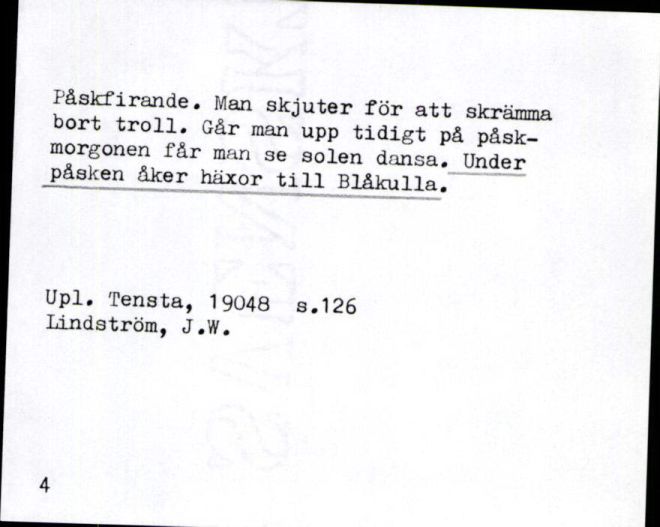 Påskfirande. Man skjuter för att skrämma
bort troll. Går man upp tidigt på påsk-
morgonen får man se solen dansa. Under
påsken åker häxor till Blåkulla.
Upl. Tensta, 19048 s.126
Lindström, J.W.
4